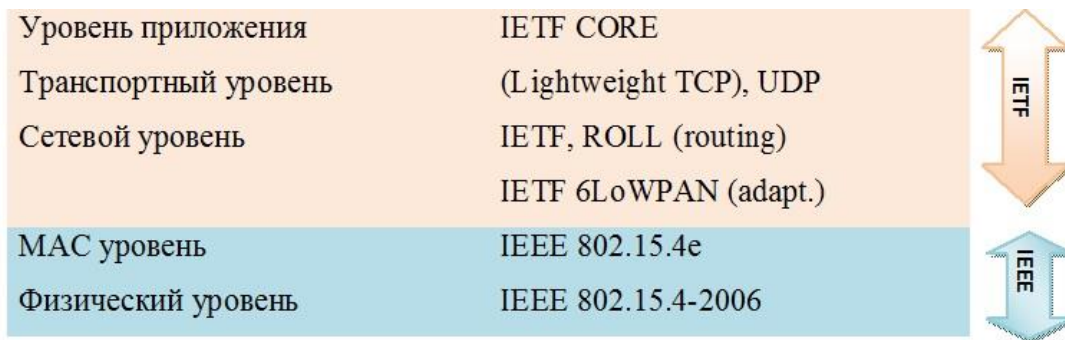 Уровень приложения IETF CORE
Транспортный уровень (Lightweight TCP), UDP
Сетевой уровень IETF, ROLL (routing)
IETF 6LoWPAN (adapt.)
IETF
MAC уровень IEEE 802.15.4e
Физический уровень IEEE 802.15.4-2006
IEEE